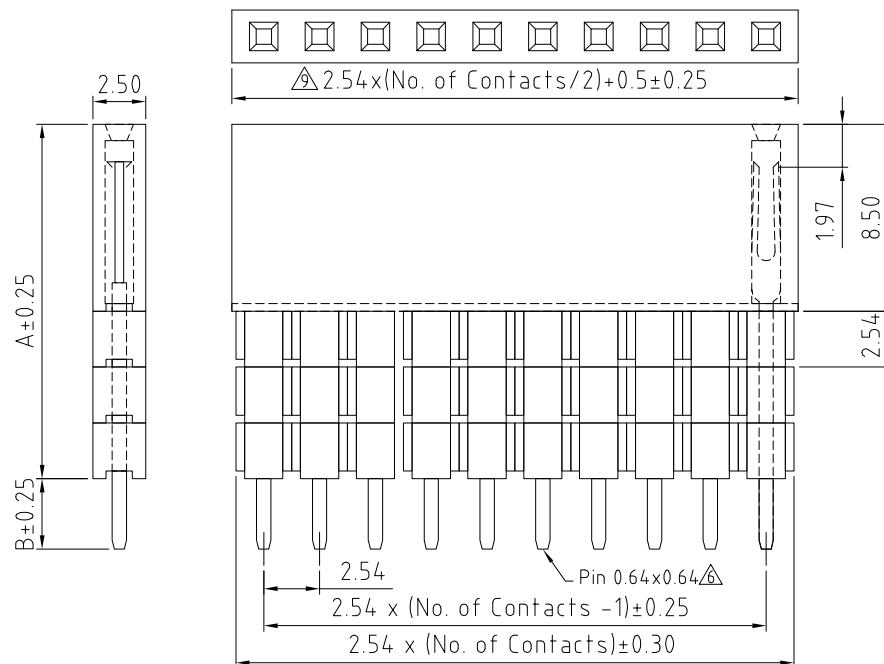 9 2.54x(No. of Contacts/2)+0.5±0.25
2.50
1.97
8.50
A±0.25
2.54
B±0.25
2.54
Pin 0.64x0.64 6
2.54 x (No. of Contacts -1)±0.25
2.54 x (No. of Contacts)±0.30